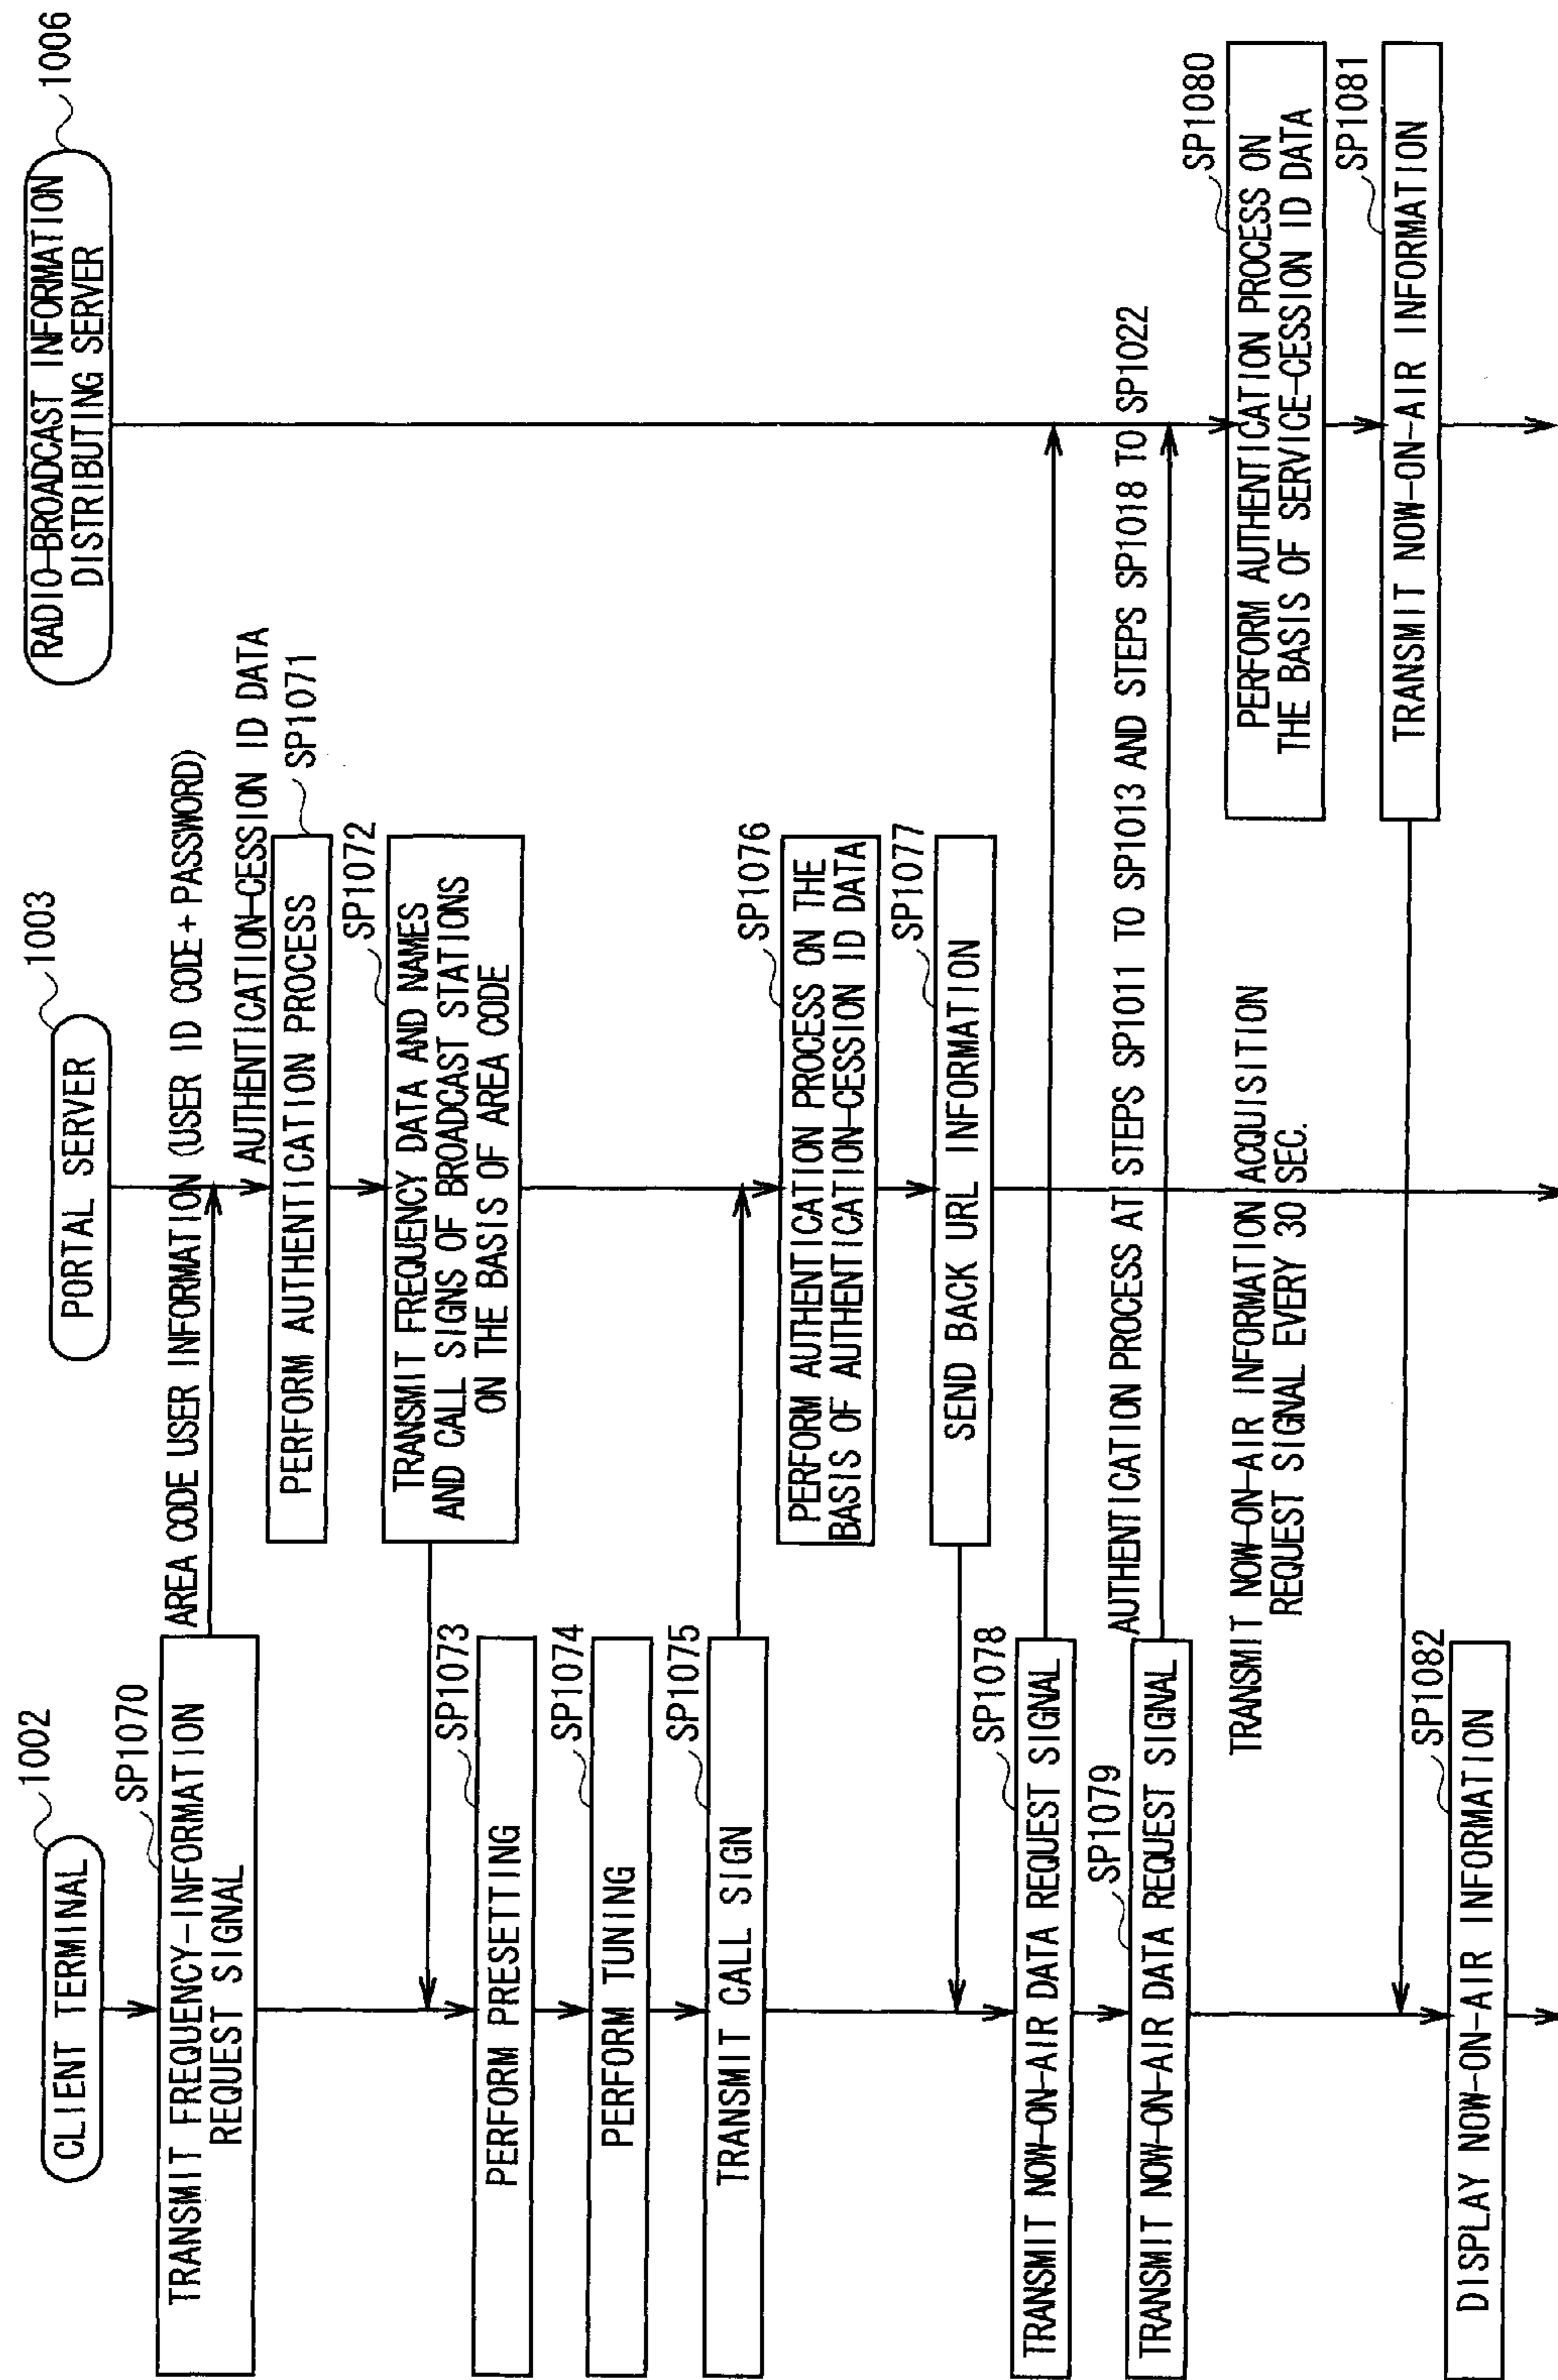 CLIENT TERMINAL
1002
PORTAL SERVER
1003
RADIO-BROADCAST INFORMATION
DISTRIBUTING SERVER
1006
SP1070
TRANSMIT FREQUENCY-INFORMATION
REQUEST SIGNAL
AREA CODE USER INFORMATION (USER ID CODE+PASSWORD)
AUTHENTICATION-CESSION ID DATA
SP1071
PERFORM AUTHENTICATION PROCESS
SP1072
TRANSMIT FREQUENCY DATA AND NAMES
AND CALL SIGNS OF BROADCAST STATIONS
ON THE BASIS OF AREA CODE
SP1073
PERFORM PRESETTING
SP1074
PERFORM TUNING
SP1075
TRANSMIT CALL SIGN
SP1076
PERFORM AUTHENTICATION PROCESS ON THE
BASIS OF AUTHENTICATION-CESSION ID DATA
SP1077
SEND BACK URL INFORMATION
SP1078
TRANSMIT NOW-ON-AIR DATA REQUEST SIGNAL
SP1079
AUTHENTICATION PROCESS AT STEPS SP1011 TO SP1013 AND STEPS SP1018 TO SP1022
TRANSMIT NOW-ON-AIR DATA REQUEST SIGNAL
TRANSMIT NOW-ON-AIR INFORMATION ACQUISITION
REQUEST SIGNAL EVERY 30 SEC.
SP1080
PERFORM AUTHENTICATION PROCESS ON
THE BASIS OF SERVICE-CESSION ID DATA
SP1081
TRANSMIT NOW-ON-AIR INFORMATION
SP1082
DISPLAY NOW-ON-AIR INFORMATION